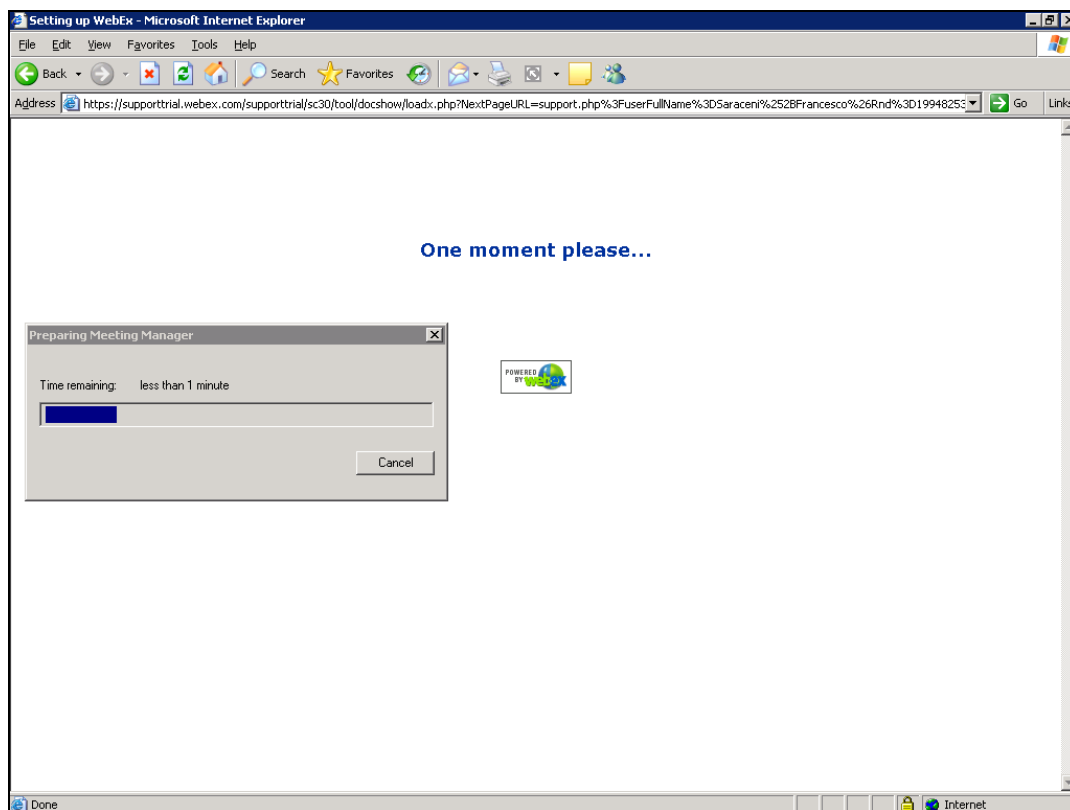 Setting up WebEx - Microsoft Internet Explorer
File Edit View Favorites Tools Help
Back Search Favorites
Address https://supporttrial.webex.com/supporttrial/sc30/tool/docshow/loadx.php?NextPageURL=support.php%3FuserFullName%3DSaraceni%252BFrancesco%26Rnd%3D19948253 Go Links
One moment please...
Preparing Meeting Manager
POWERED
BY webex
Time remaining: less than 1 minute
Cancel
Done Internet